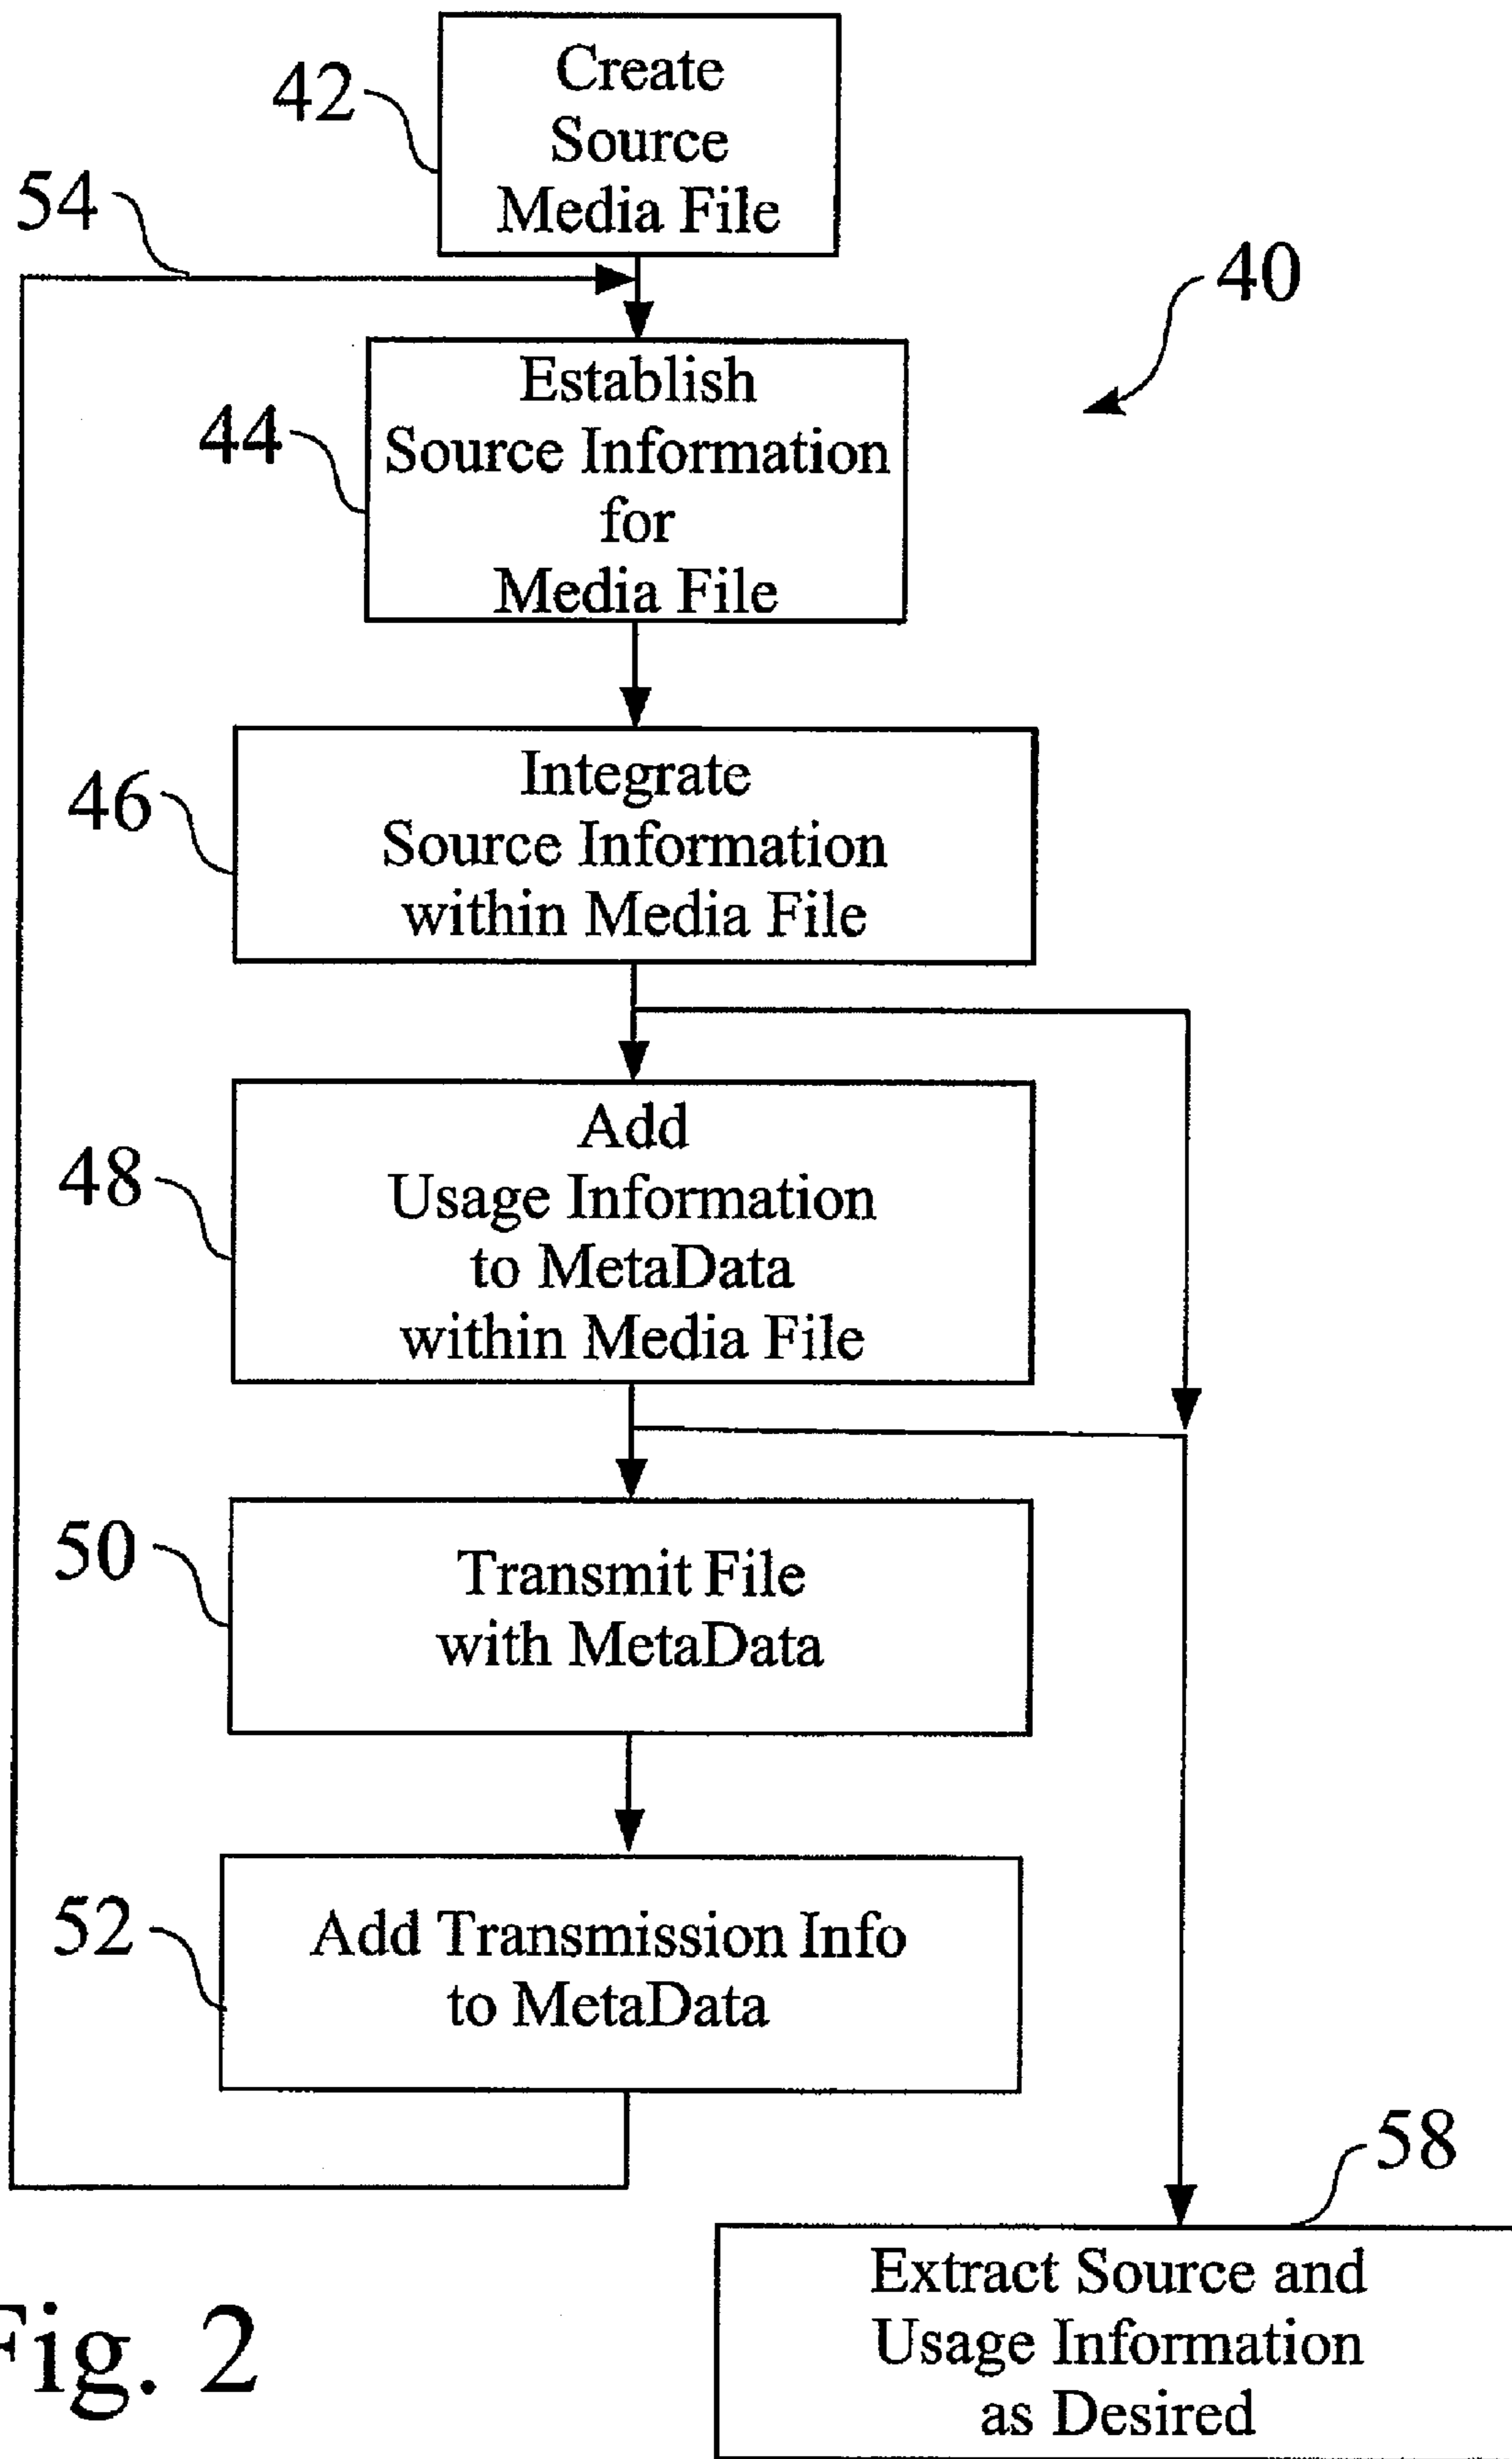 42
Create
Source
Media File
54
40
44
Establish
Source Information
for
Media File
46
Integrate
Source Information
within Media File
48
Add
Usage Information
to MetaData
within Media File
50
Transmit File
with MetaData
52
Add Transmission Info
to MetaData
58
Extract Source and
Usage Information
as Desired
Fig. 2